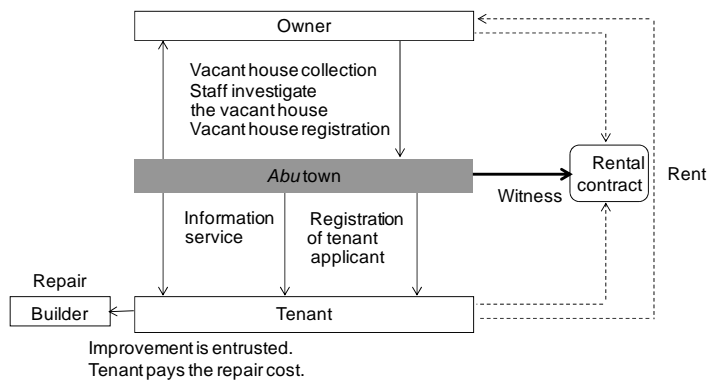 Owner
Vacant house collection
Staff investigate
the vacant house
Vacant house registration
Abu town
Witness
Rental
contract
Rent
Information
service
Registration
of tenant
applicant
Repair
Builder
Tenant
Improvement is entrusted.
Tenant pays the repair cost.